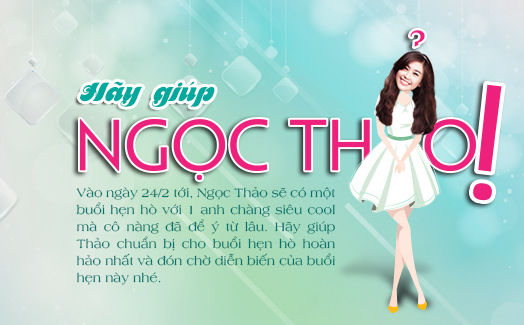 ?
Hãy giúp
NGỌC THẢO!
Vào ngày 24/2 tới, Ngọc Thảo sẽ có một
buổi hẹn hò với 1 anh chàng siêu cool
mà cô nàng đã để ý từ lâu. Hãy giúp
Thảo chuẩn bị cho buổi hẹn hò hoàn
hảo nhất và đón chờ diễn biến của buổi
hẹn này nhé.